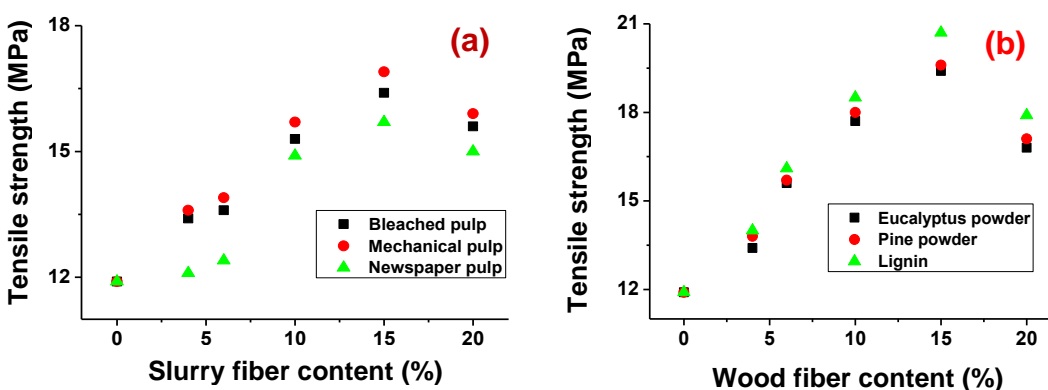 (a)
Tensile strength (MPa)
18
15
12
Bleached pulp
Mechanical pulp
Newspaper pulp
0 5 10 15 20
Slurry fiber content (%)
(b)
Tensile strength (MPa)
21
18
15
12
Eucalyptus powder
Pine powder
Lignin
0 5 10 15 20
Wood fiber content (%)